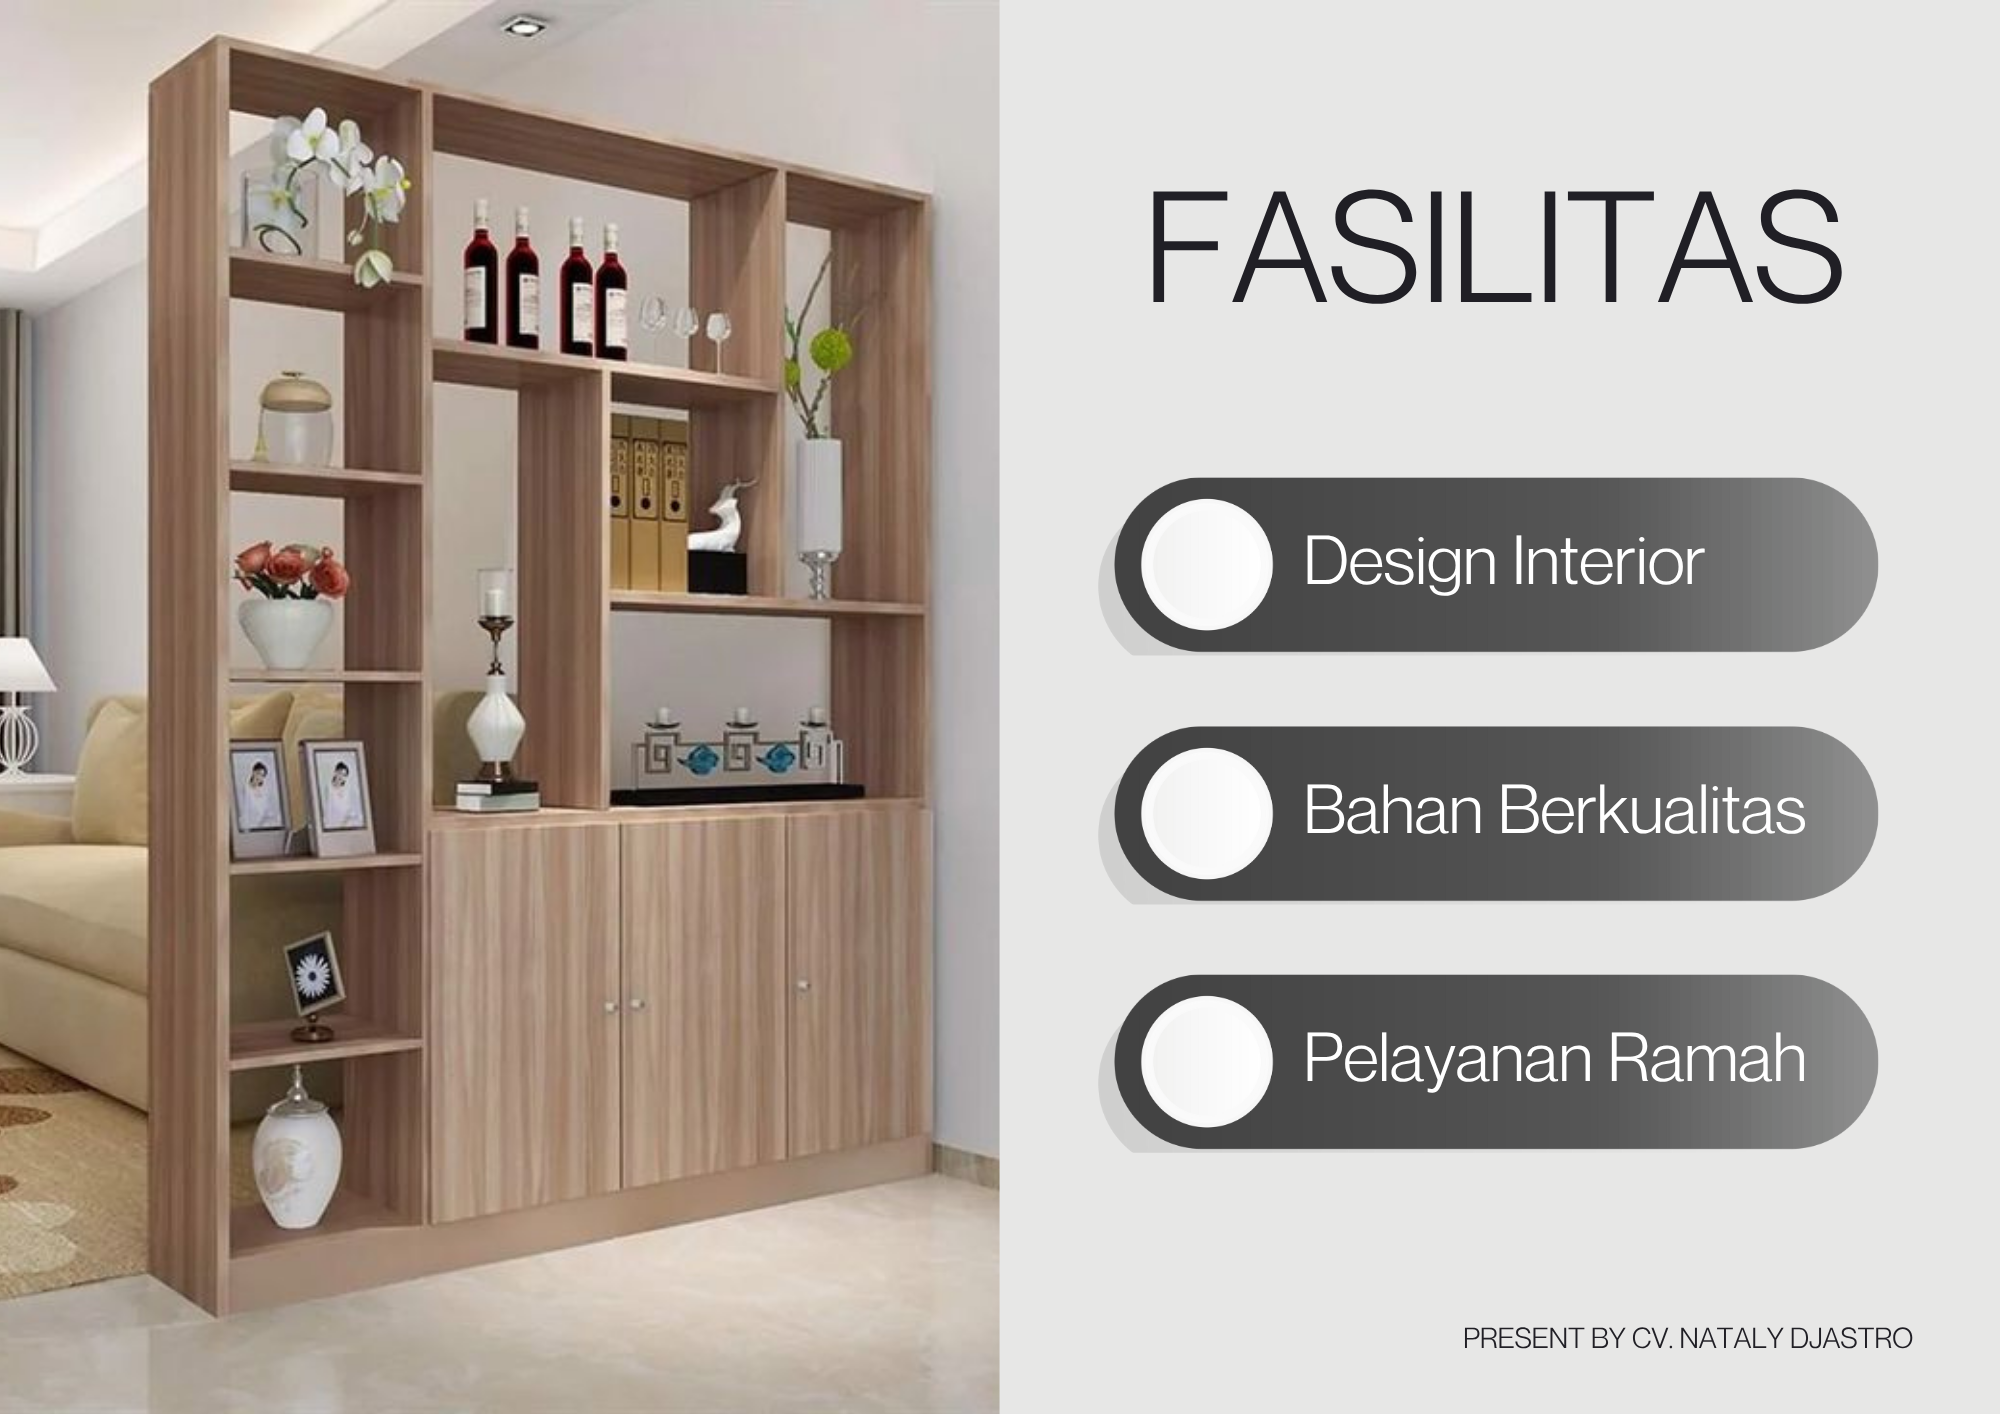 FASILITAS
Design Interior
Bahan Berkualitas
Pelayanan Ramah
PRESENT BY CV. NATALY DJASTRO